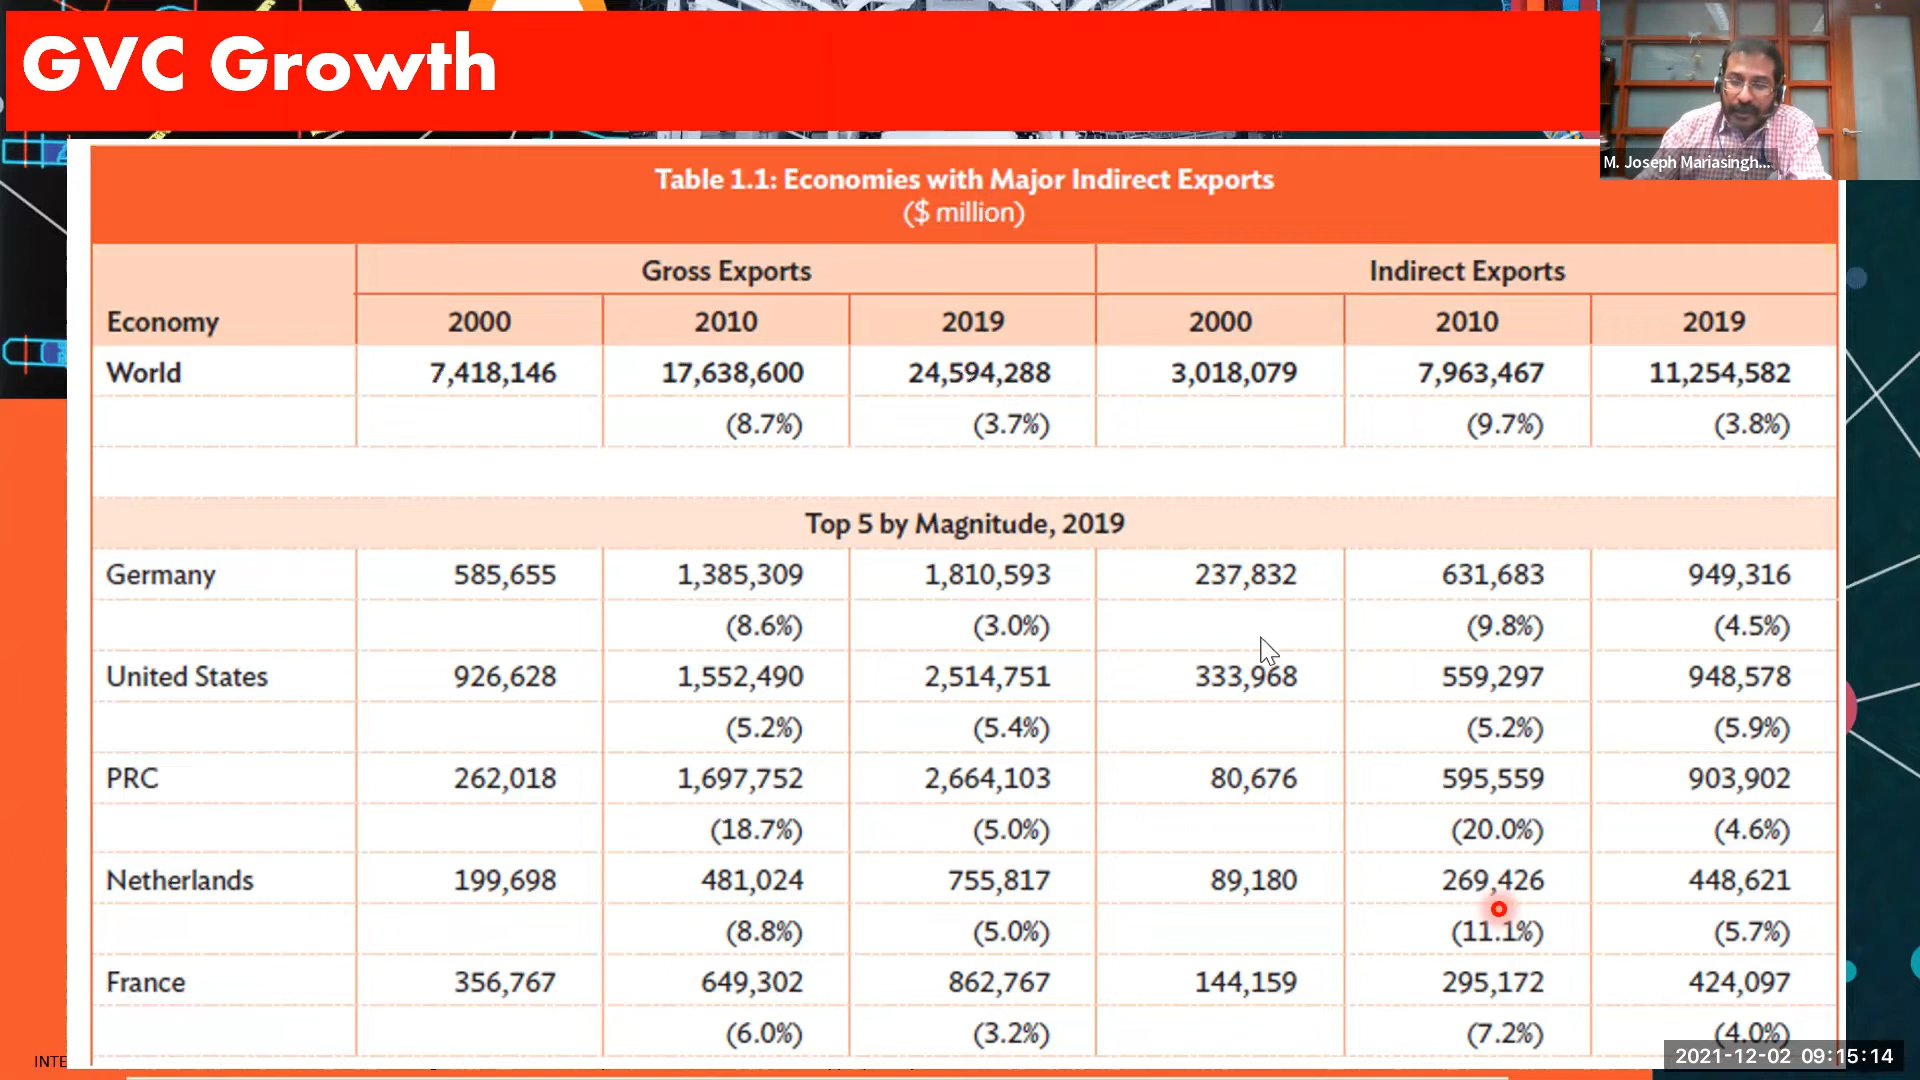 GVC Growth
M. Joseph Mariasingh...
Table 1.1: Economies with Major Indirect Exports
($ million)
Gross Exports Indirect Exports
Economy 2000 2010 2019 2000 2010 2019
World 7,418,146 17,638,600 24,594,288 3,018,079 7,963,467 11,254,582
(8.7%) (3.7%) (9.7%) (3.8%)
Top 5 by Magnitude, 2019
Germany 585,655 1,385,309 1,810,593 237,832 631,683 949,316
(8.6%) (3.0%) (9.8%) (4.5%)
United States 926,628 1,552,490 2,514,751 333,968 559,297 948,578
(5.2%) (5.4%) (5.2%) (5.9%)
PRC 262,018 1,697,752 2,664,103 80,676 595,559 903,902
(18.7%) (5.0%) (20.0%) (4.6%)
Netherlands 199,698 481,024 755,817 89,180 269,426 448,621
(8.8%) (5.0%) (11.1%) (5.7%)
France 356,767 649,302 862,767 144,159 295,172 424,097
(6.0%) (3.2%) (7.2%) (4.0%)
INTE
2021-12-02 09:15:14